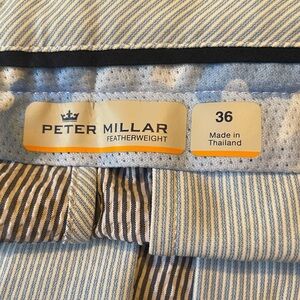 PETER MILLAR
FEATHERWEIGHT
36
Made in
Thailand